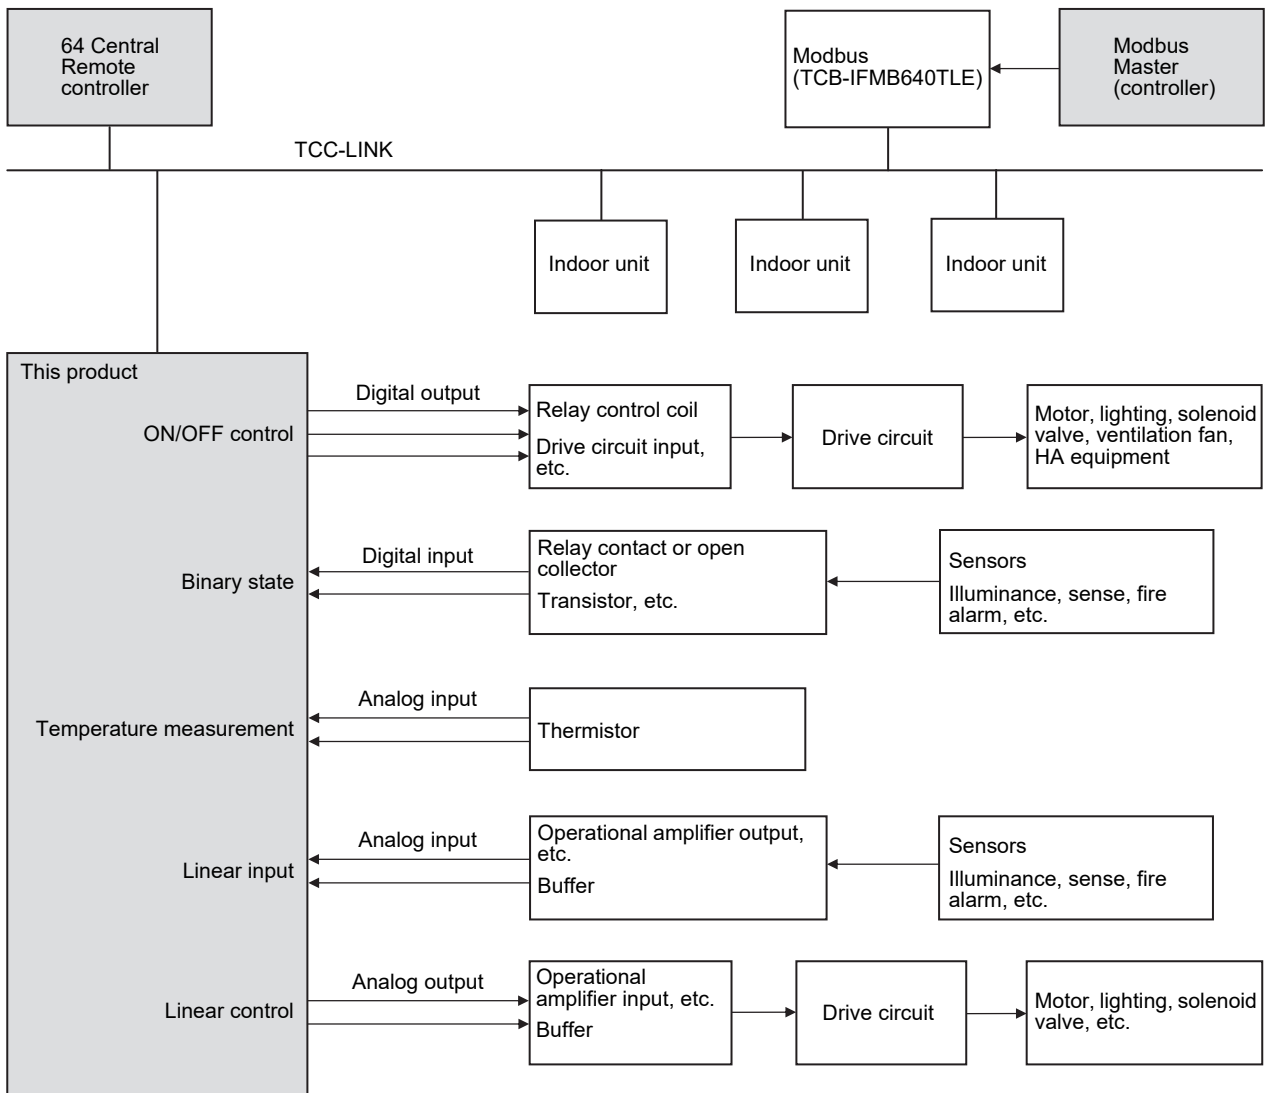 64 Central
Remote
controller
Modbus
(TCB-IFMB640TLE)
Modbus
Master
(controller)
TCC-LINK
Indoor unit
Indoor unit
Indoor unit
This product
ON/OFF control
Digital output
Relay control coil
Drive circuit input,
etc.
Drive circuit
Motor, lighting, solenoid
valve, ventilation fan,
HA equipment
Binary state
Digital input
Relay contact or open
collector
Transistor, etc.
Sensors
Illuminance, sense, fire
alarm, etc.
Temperature measurement
Analog input
Thermistor
Linear input
Analog input
Operational amplifier output,
etc.
Buffer
Sensors
Illuminance, sense, fire
alarm, etc.
Linear control
Analog output
Operational
amplifier input, etc.
Buffer
Drive circuit
Motor, lighting, solenoid
valve, etc.